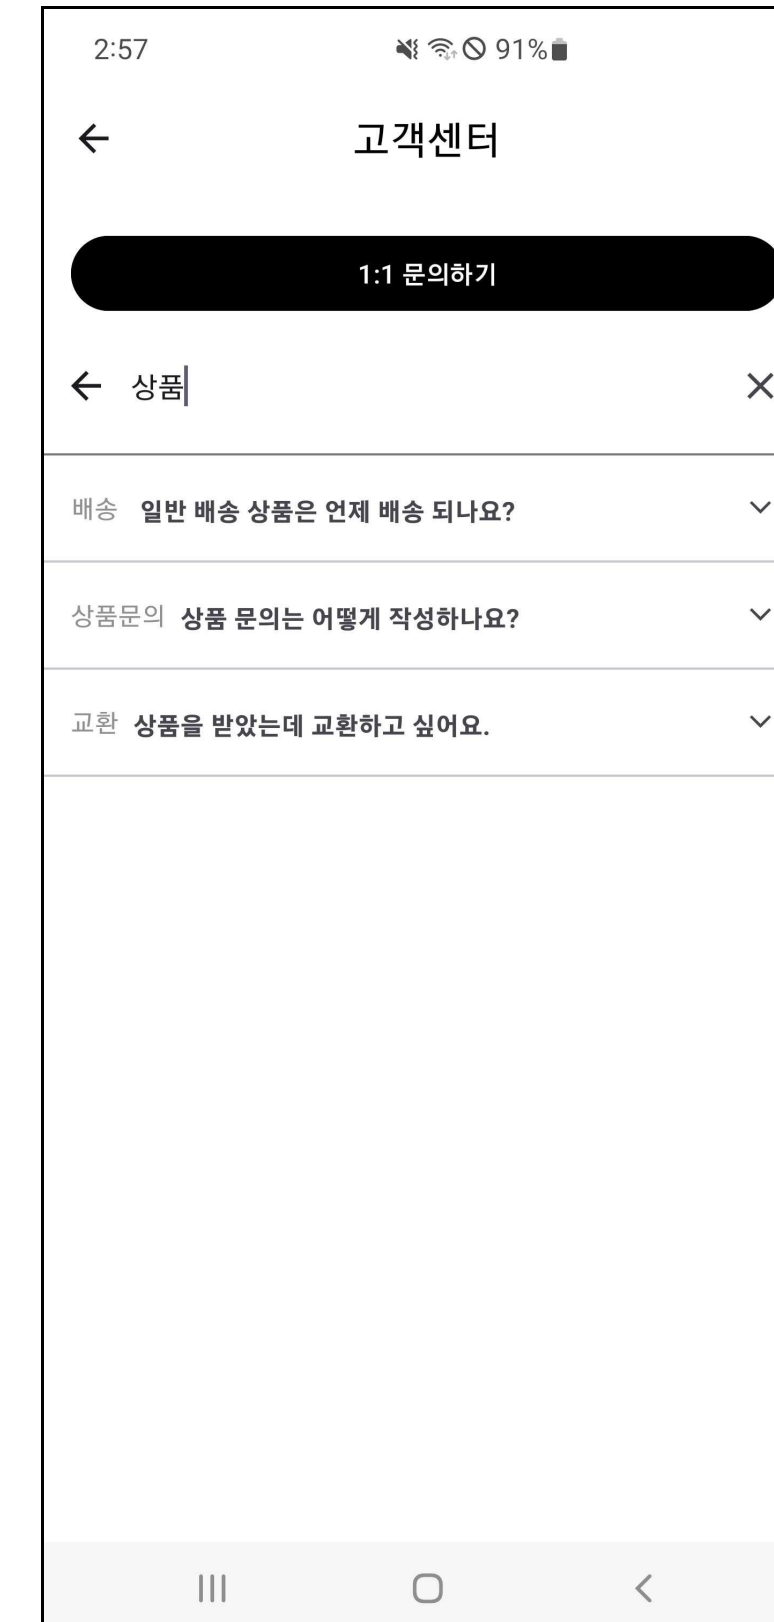 2:57 91%
고객센터
1:1 문의하기
상품
배송 일반 배송 상품은 언제 배송 되나요?
상품문의 상품 문의는 어떻게 작성하나요?
교환 상품을 받았는데 교환하고 싶어요.